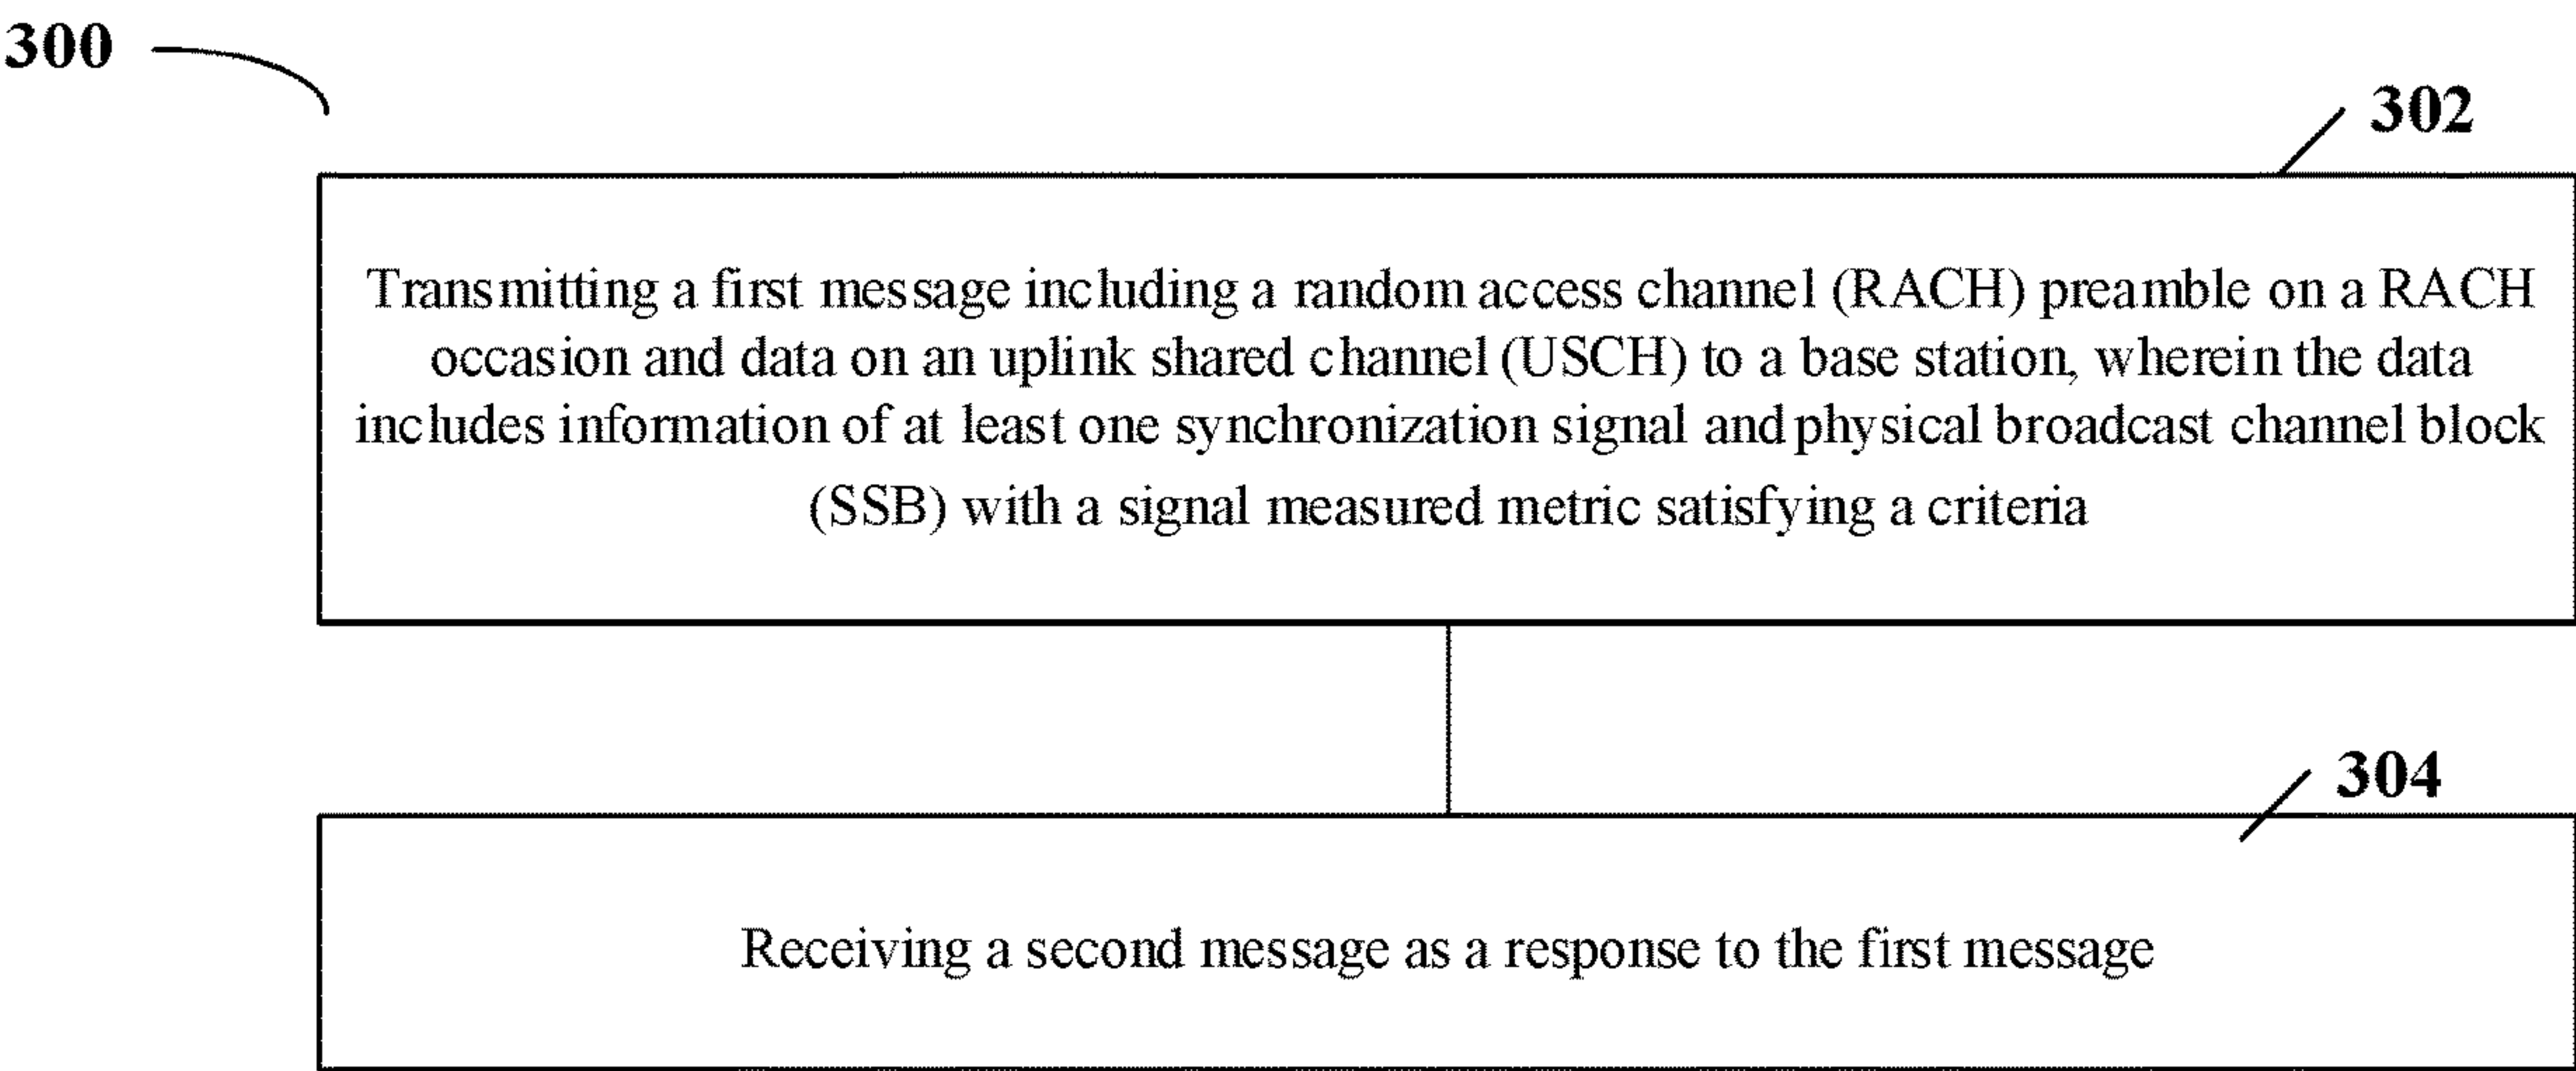 300
302
Transmitting a first message including a random access channel (RACH) preamble on a RACH
occasion and data on an uplink shared channel (USCH) to a base station, wherein the data
includes information of at least one synchronization signal and physical broadcast channel block
(SSB) with a signal measured metric satisfying a criteria
304
Receiving a second message as a response to the first message